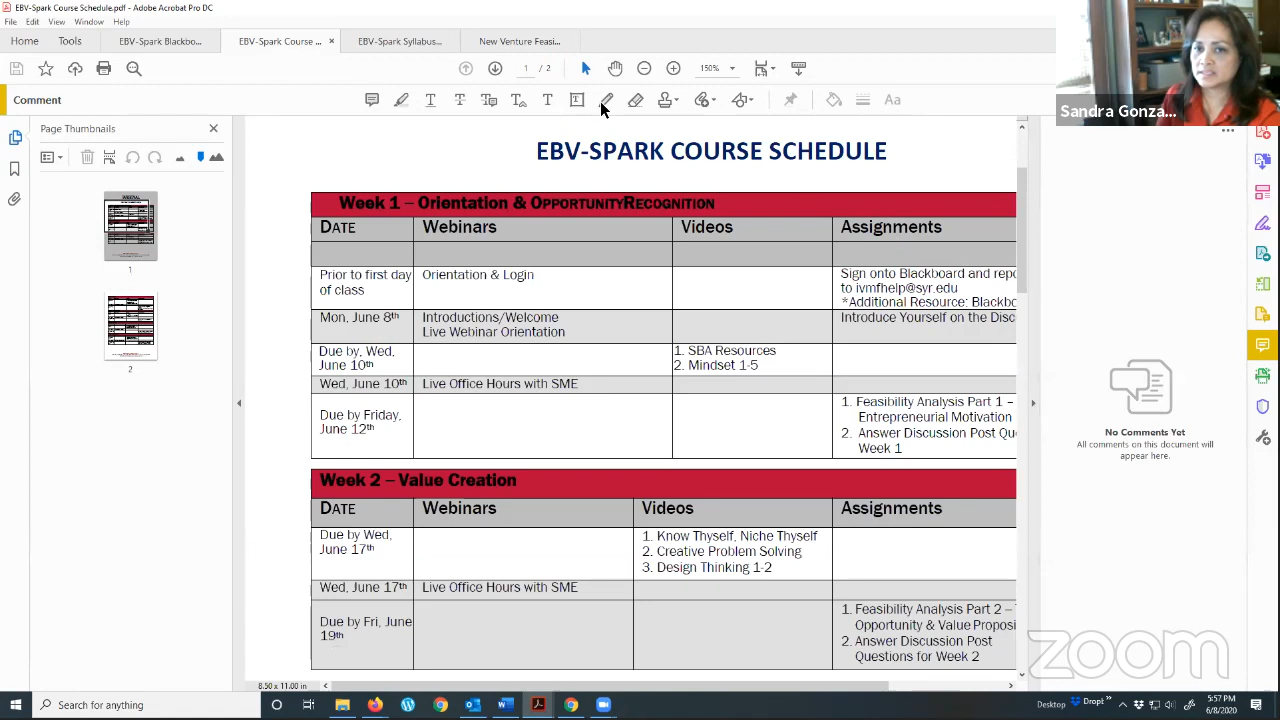 EBV-Spark Course Schedule.pdf - Adobe Acrobat Pro DC
File Edit View Window Help
Home Tools EBV-Spark Blackbo... EBV-Spark Course ... × EBV-Spark Syllabus... New Venture Feasi...
1 / 2 150%
Comment
Aa
Sandra Gonza...
Page Thumbnails
1
2
EBV-SPARK COURSE SCHEDULE
Week 1 – Orientation & OPPORTUNITYRECOGNITION
DATE Webinars Videos Assignments
Prior to first day of class
Orientation & Login
Sign onto Blackboard and repo
to ivmfhelp@syr.edu
*Additional Resource: Blackbo
Mon, June 8th
Introductions/Welcome
Live Webinar Orientation
Introduce Yourself on the Disc
Due by, Wed,
June 10th
1. SBA Resources
2. Mindset 1-5
Wed, June 10th Live Office Hours with SME
Due by Friday,
June 12th
1. Feasibility Analysis Part 1 –
Entrepreneurial Motivation
2. Answer Discussion Post Qu
Week 1
Week 2 – Value Creation
DATE Webinars Videos Assignments
Due by Wed,
June 17th
1. Know Thyself, Niche Thyself
2. Creative Problem Solving
3. Design Thinking 1-2
Wed, June 17th Live Office Hours with SME
Due by Fri, June
19th
1. Feasibility Analysis Part 2 –
Opportunity & Value Proposi
2. Answer Discussion Post
Questions for Week 2
No Comments Yet
All comments on this document will
appear here.
zoom
8.50 x 11.00 in
Search for anything
Desktop Dropt
5:57 PM
6/8/2020